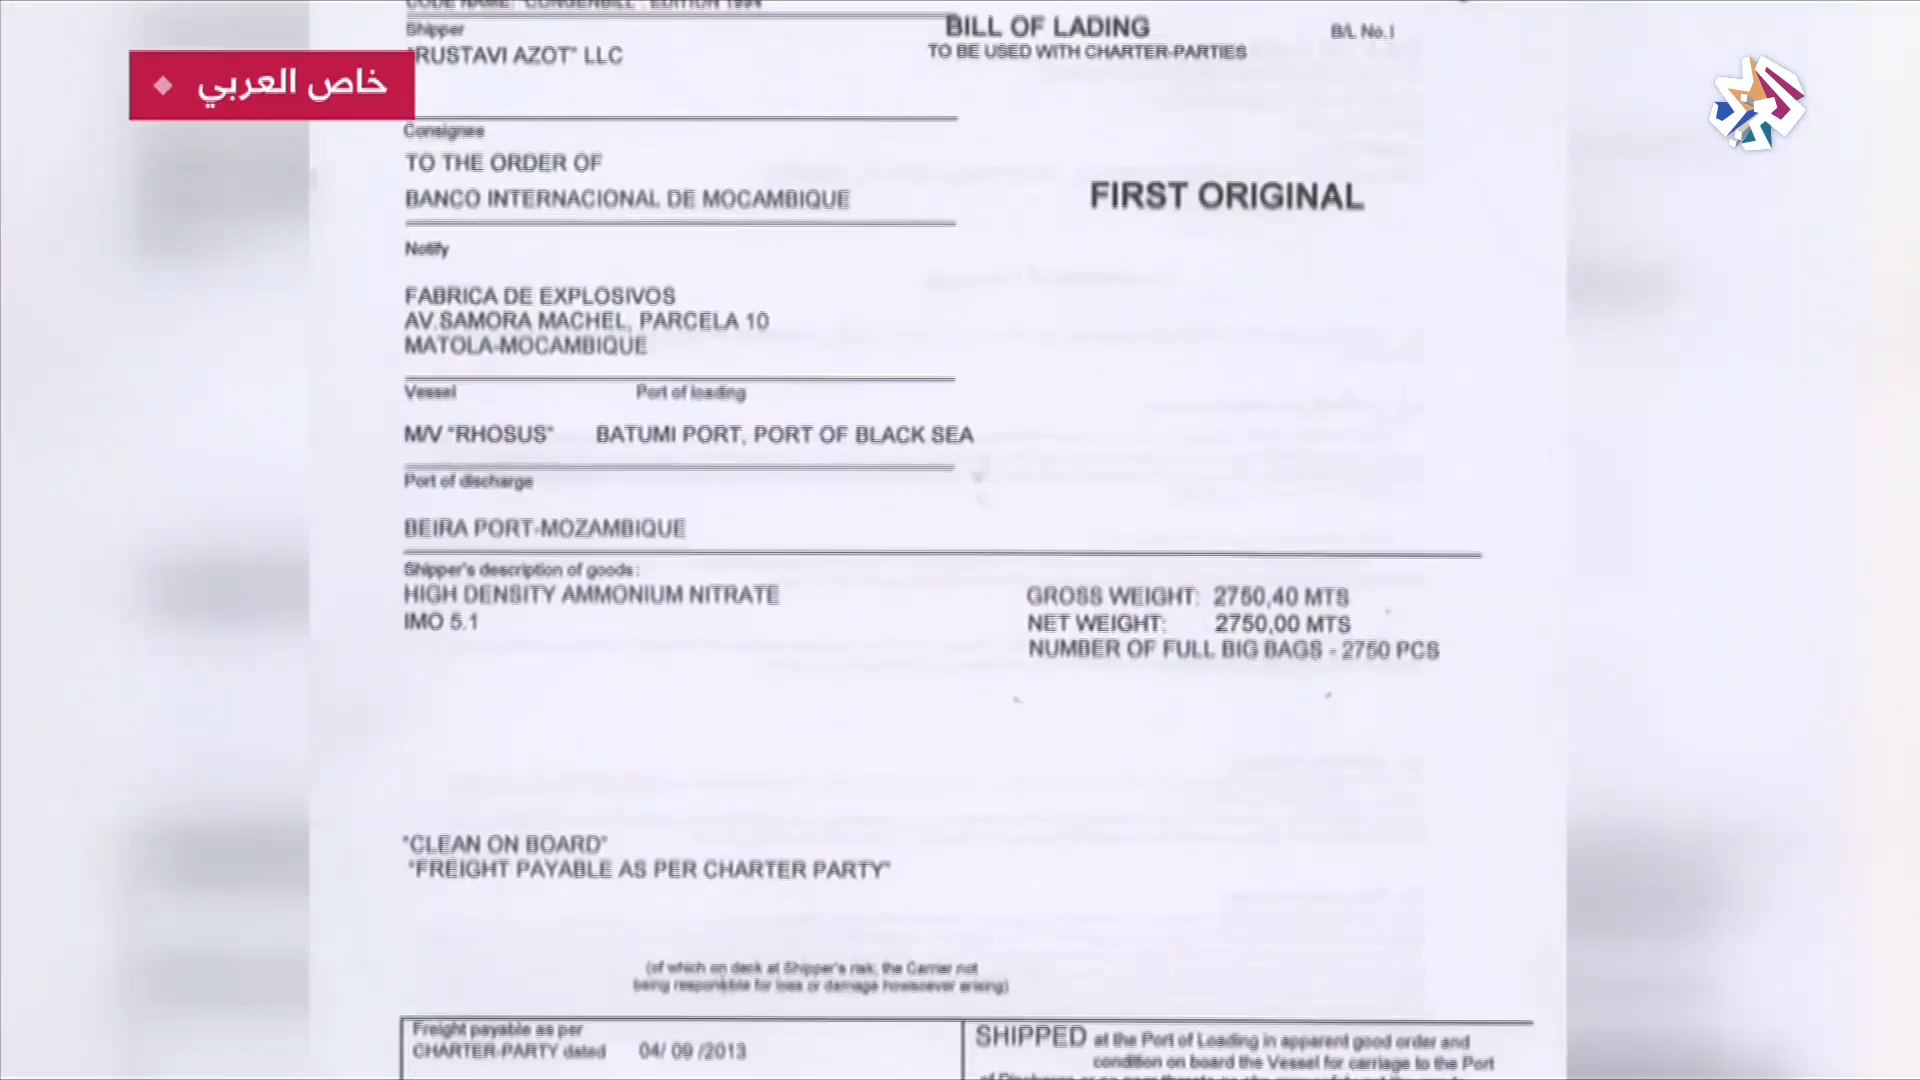 CODE NAME: "CONGENBILL". EDITION 1994
Shipper
"RUSTAVI AZOT" LLC
BILL OF LADING
TO BE USED WITH CHARTER-PARTIES
B/L No.1
خاص العربي
Consignee
TO THE ORDER OF
BANCO INTERNACIONAL DE MOCAMBIQUE
FIRST ORIGINAL
Notify
FABRICA DE EXPLOSIVOS
AV.SAMORA MACHEL, PARCELA 10
MATOLA-MOCAMBIQUE
Vessel Port of loading
M/V "RHOSUS" BATUMI PORT, PORT OF BLACK SEA
Port of discharge
BEIRA PORT-MOZAMBIQUE
Shipper's description of goods:
HIGH DENSITY AMMONIUM NITRATE
IMO 5.1
GROSS WEIGHT: 2750,40 MTS
NET WEIGHT: 2750,00 MTS
NUMBER OF FULL BIG BAGS - 2750 PCS
"CLEAN ON BOARD"
"FREIGHT PAYABLE AS PER CHARTER PARTY"
(of which on deck at Shipper's risk; the Carrier not
being responsible for loss or damage howsoever arising)
Freight payable as per
CHARTER-PARTY dated 04/ 09 /2013
SHIPPED at the Port of Loading in apparent good order and
condition on board the Vessel for carriage to the Port